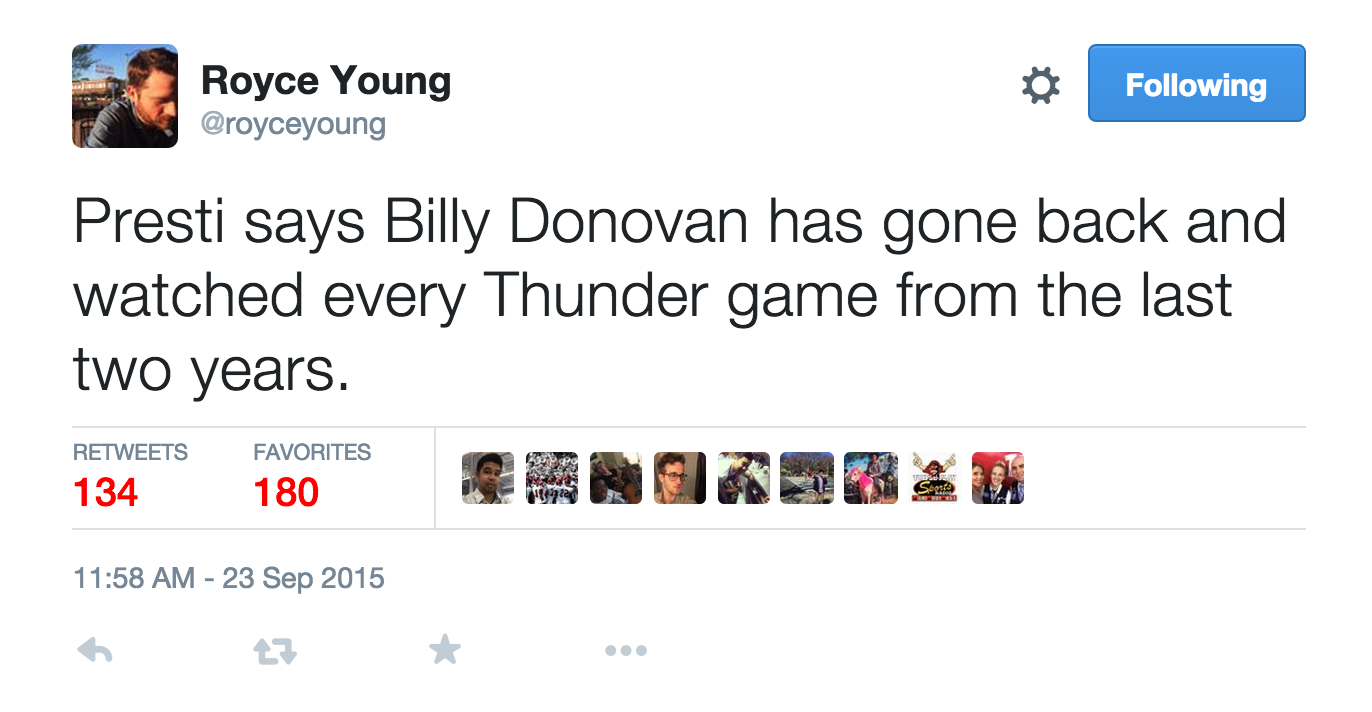 Royce Young
@royceyoung
Following
Presti says Billy Donovan has gone back and
watched every Thunder game from the last
two years.
RETWEETS
134
FAVORITES
180
Sports
11:58 AM - 23 Sep 2015